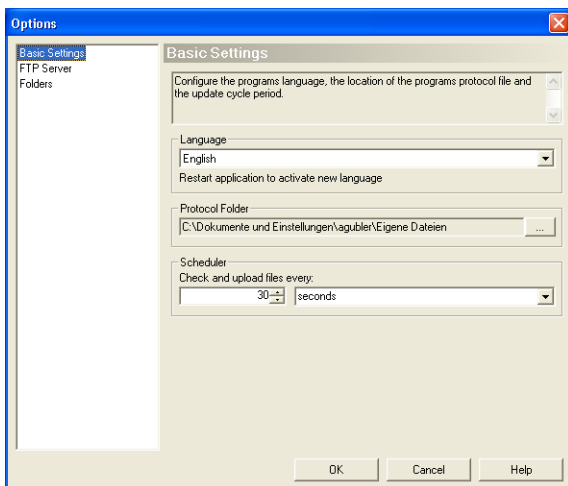 Options
Basic Settings
FTP Server
Folders
Basic Settings
Configure the programs language, the location of the programs protocol file and
the update cycle period.
Language
English
Restart application to activate new language
Protocol Folder
C:\Dokumente und Einstellungen\agubler\Eigene Dateien
...
Scheduler
Check and upload files every:
30
seconds
OK
Cancel
Help